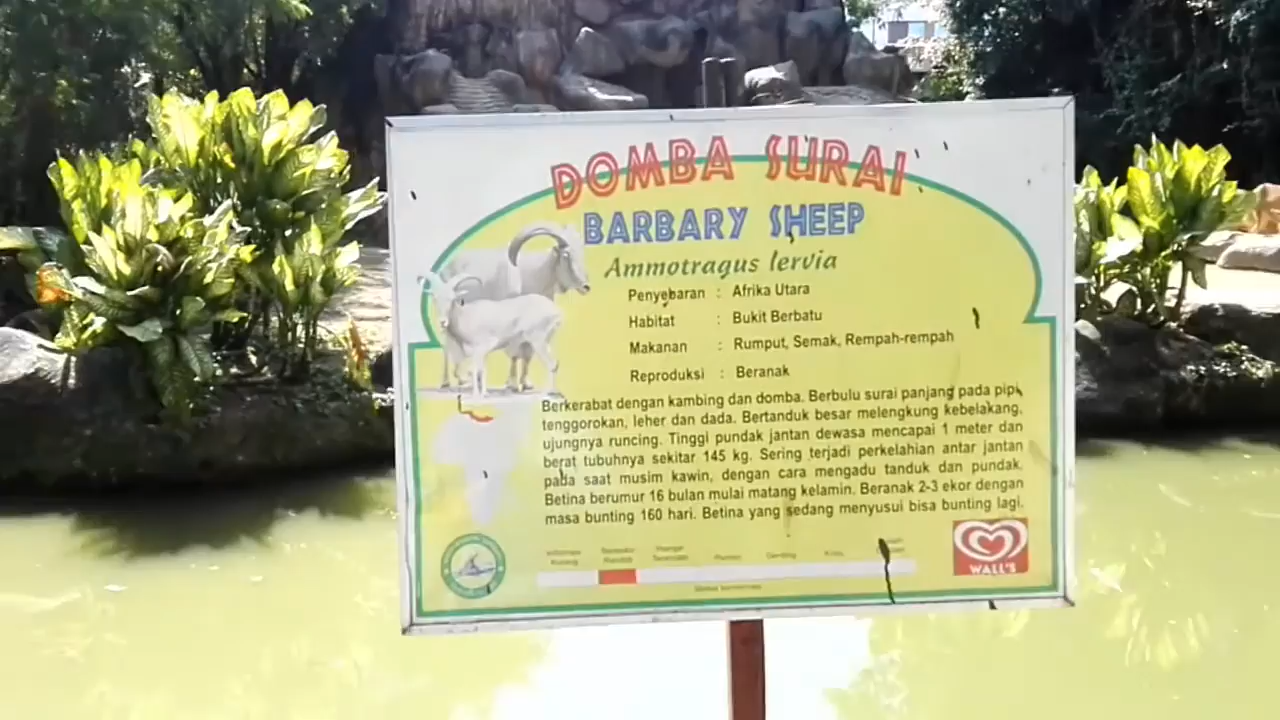 DOMBA SURAI
BARBARY SHEEP
Ammotragus lervia
Penyebaran : Afrika Utara
Habitat : Bukit Berbatu
Makanan : Rumput, Semak, Rempah-rempah
Reproduksi : Beranak
Berkerabat dengan kambing dan domba. Berbulu surai panjang pada pipi,
tenggorokan, leher dan dada. Bertanduk besar melengkung kebelakang,
ujungnya runcing. Tinggi pundak jantan dewasa mencapai 1 meter dan
berat tubuhnya sekitar 145 kg. Sering terjadi perkelahian antar jantan
pada saat musim kawin, dengan cara mengadu tanduk dan pundak.
Betina berumur 16 bulan mulai matang kelamin. Beranak 2-3 ekor dengan
masa bunting 160 hari. Betina yang sedang menyusui bisa bunting lagi.
WALL'S